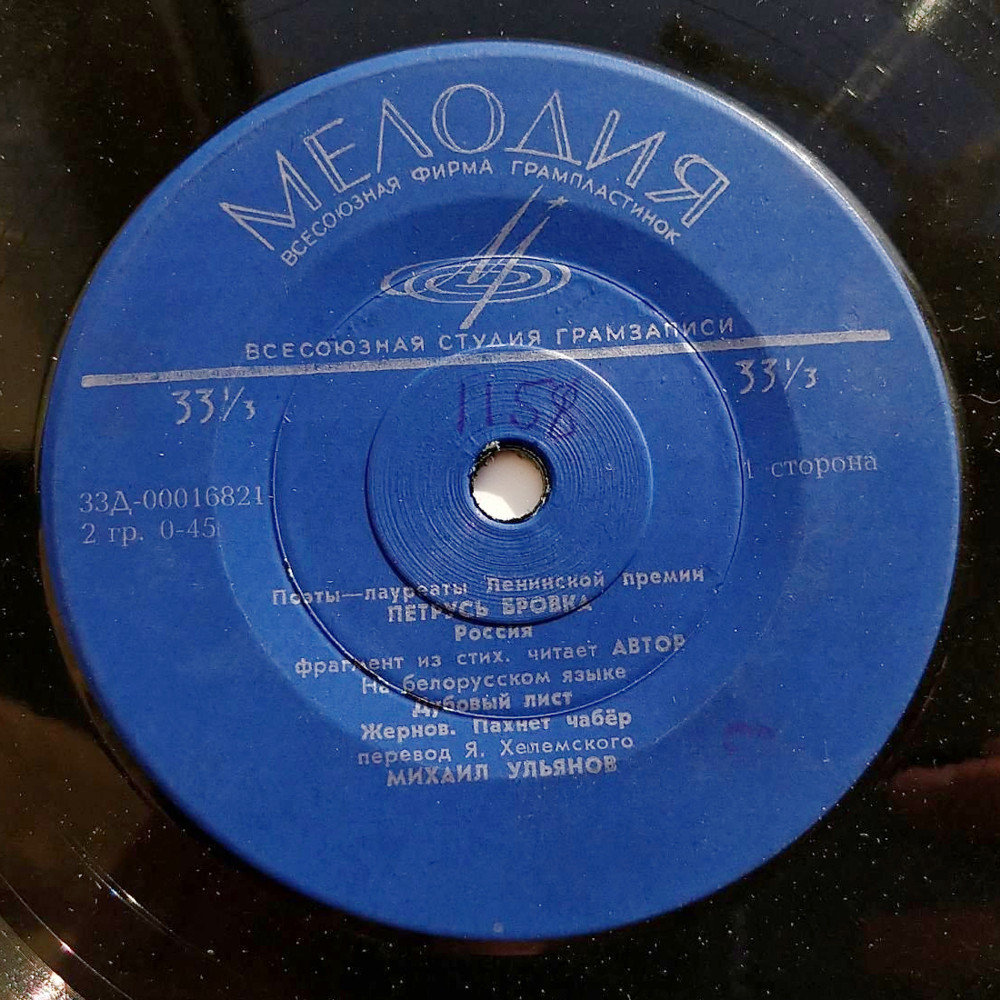 МЕЛОДИЯ
ВСЕСОЮЗНАЯ ФИРМА ГРАМПЛАСТИНОК
ВСЕСОЮЗНАЯ СТУДИЯ ГРАМЗАПИСИ
33⅓ 33⅓
1158
1 сторона
33Д-00016821
2 гр. 0-45
Поэты—лауреаты Ленинской премии
ПЕТРУСЬ БРОВКА
Россия
фрагмент из стих. читает АВТОР
На белорусском языке
Дубовый лист
Жернов. Пахнет чабёр
перевод Я. Хелемского
МИХАИЛ УЛЬЯНОВ